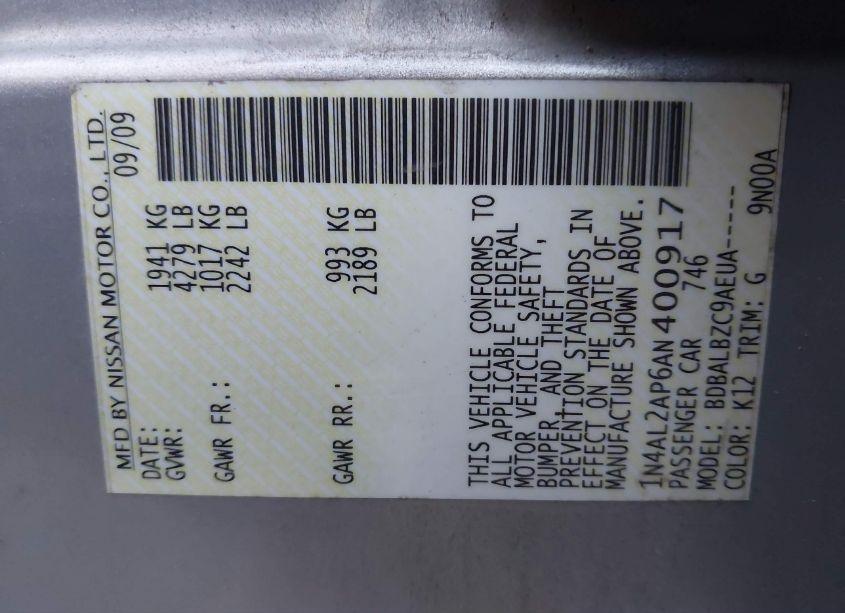 MFD BY NISSAN MOTOR CO., LTD.
DATE: 09/09
GVWR: 1941 KG
4279 LB
GAWR FR.: 1017 KG
2242 LB
GAWR RR.: 993 KG
2189 LB
THIS VEHICLE CONFORMS TO
ALL APPLICABLE FEDERAL
MOTOR VEHICLE SAFETY,
BUMPER, AND THEFT
PREVENTION STANDARDS IN
EFFECT ON THE DATE OF
MANUFACTURE SHOWN ABOVE.
1N4AL2AP6AN400917
PASSENGER CAR 746
MODEL: BDBALBZC9AEUA------
COLOR: K12 TRIM: G 9N00A